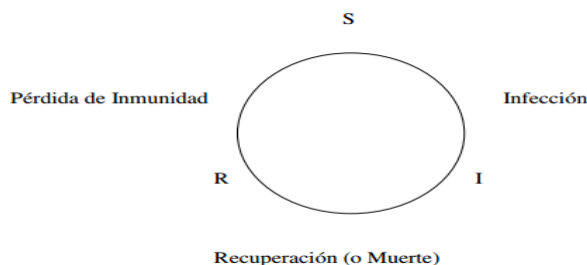 S
Pérdida de Inmunidad
Infección
R
I
Recuperación (o Muerte)